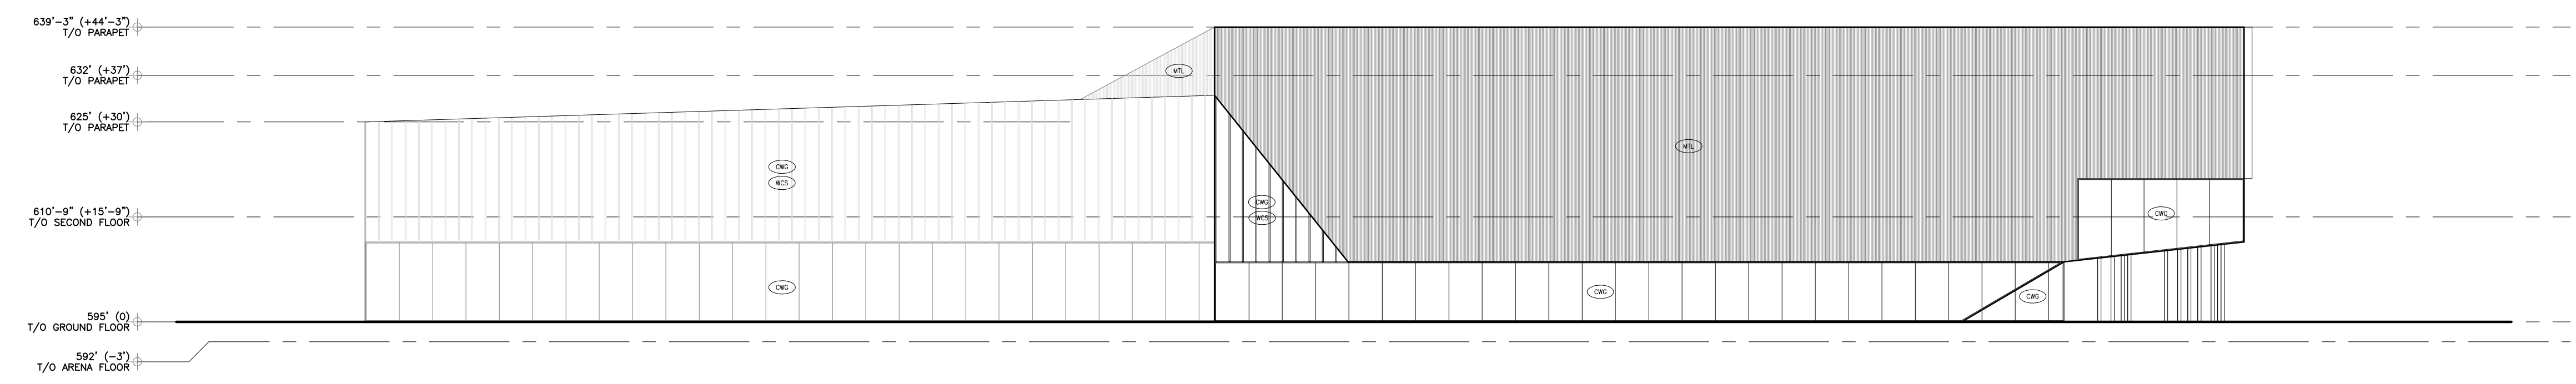 639'-3" (+44'-3")
T/O PARAPET
632' (+37')
T/O PARAPET
MTL
625' (+30')
T/O PARAPET
MTL
CWG
WCS
CWG
WCS
610'-9" (+15'-9")
T/O SECOND FLOOR
CWG
CWG
CWG
CWG
595' (0)
T/O GROUND FLOOR
592' (-3')
T/O ARENA FLOOR